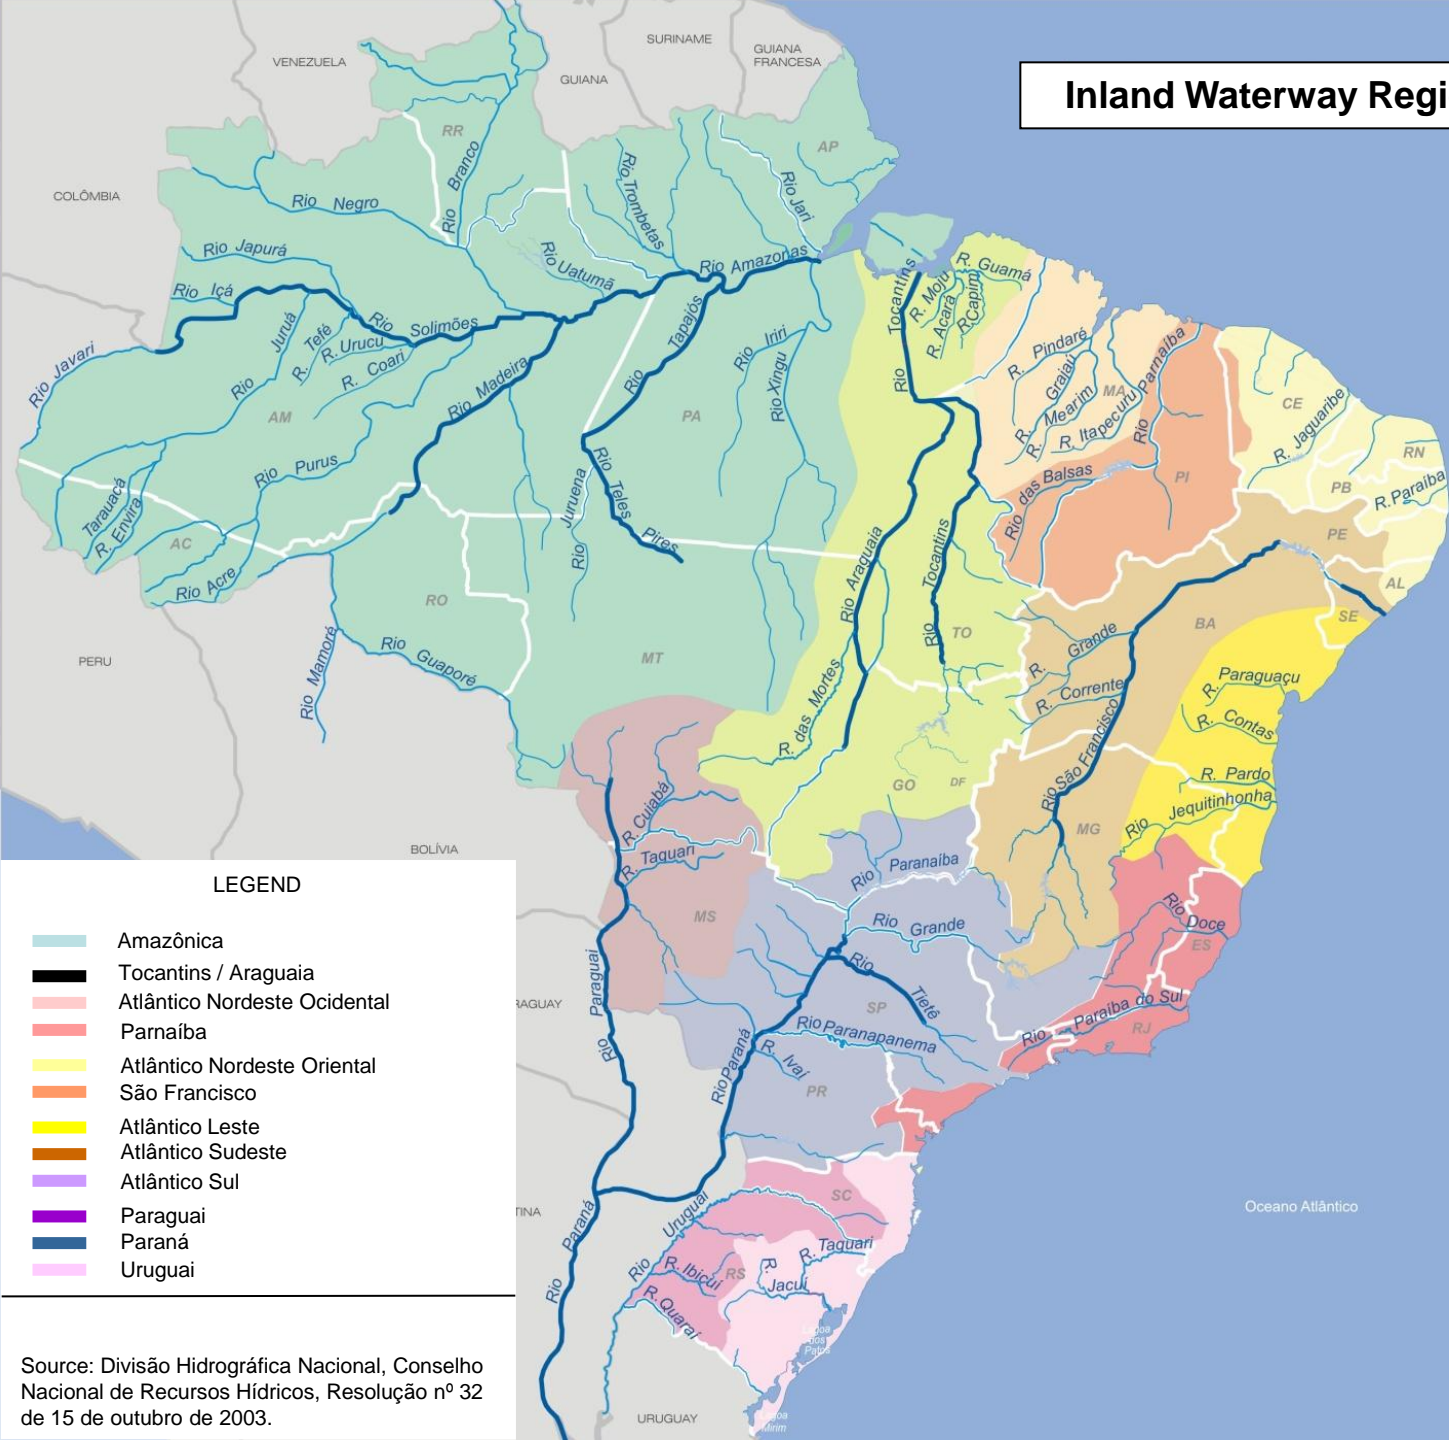 Inland Waterway Regi
VENEZUELA
SURINAME
GUIANA
FRANCESA
GUIANA
COLÔMBIA
RR
AP
Rio Branco
Rio Trombetas
Rio Jari
Rio Negro
Rio Japurá
Rio Uatumã
Rio Amazonas
Rio Içá
Rio Solimões
Juruá
Rio
R. Tefé
R. Urucu
R. Coari
Rio Javari
Rio Madeira
Rio Tapajós
Rio Iriri
Rio Xingu
AM
PA
Rio Purus
Tarauacá
R. Envira
AC
Rio Acre
Rio Juruena
Rio Teles Pires
RO
MT
Rio Mamoré
Rio Guaporé
PERU
BOLÍVIA
Rio Tocantins
R. Moju
R. Acará
R.Capim
R. Guamá
R. Pindaré
R. Grajaú
R. Mearim
R. Itapecuru
MA
Rio Parnaíba
Rio das Balsas
PI
CE
R. Jaguaribe
RN
PB
R.Paraíba
PE
AL
SE
BA
Rio Araguaia
Rio Tocantins
TO
R. das Mortes
GO
DF
R. Grande
R. Corrente
Rio São Francisco
R. Paraguaçu
R. Contas
R. Pardo
Rio Jequitinhonha
MG
R. Cuiabá
R. Taquari
MS
Rio Paranaíba
Rio Grande
Rio Doce
ES
Rio Tietê
SP
Rio Paraíba do Sul
RJ
Rio Paranapanema
R. Ivaí
Rio Paraná
PR
Rio Paraguai
RAGUAY
TINA
Rio Paraná
Rio Uruguai
SC
R. Taquari
R. Ibicuí
RS
R. Jacuí
R. Quaraí
Lagoa
dos
Patos
Lagoa
Mirim
URUGUAY
Oceano Atlântico
LEGEND
Amazônica
Tocantins / Araguaia
Atlântico Nordeste Ocidental
Parnaíba
Atlântico Nordeste Oriental
São Francisco
Atlântico Leste
Atlântico Sudeste
Atlântico Sul
Paraguai
Paraná
Uruguai
Source: Divisão Hidrográfica Nacional, Conselho
Nacional de Recursos Hídricos, Resolução nº 32
de 15 de outubro de 2003.